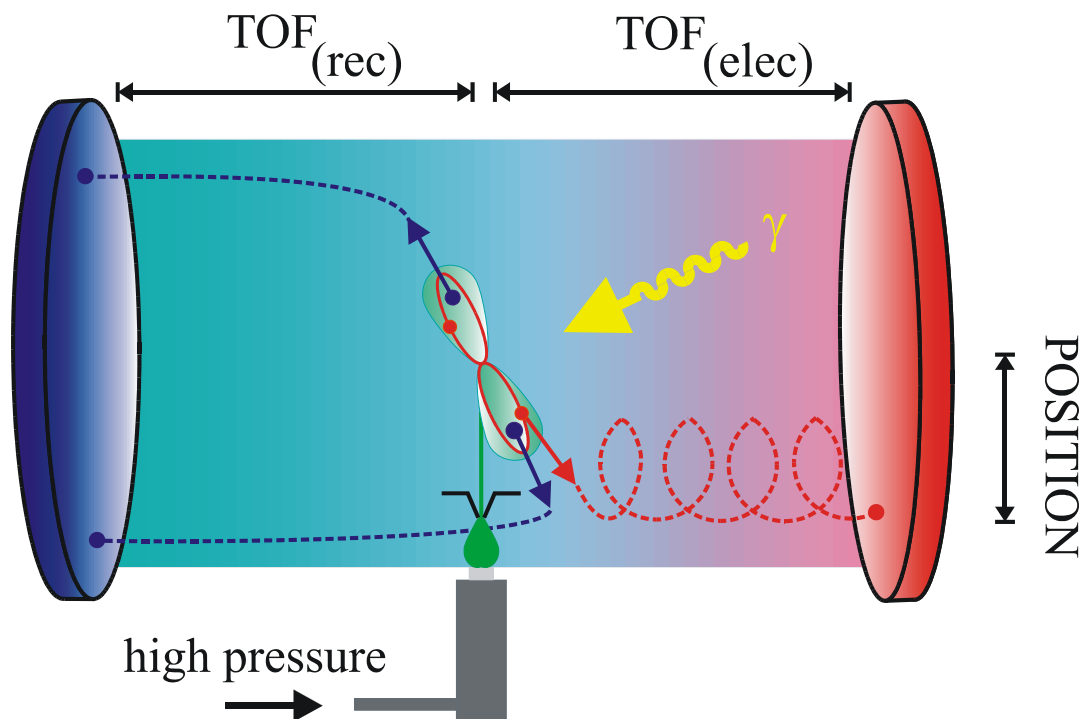 TOF(rec)
TOF(elec)
γ
POSITION
high pressure